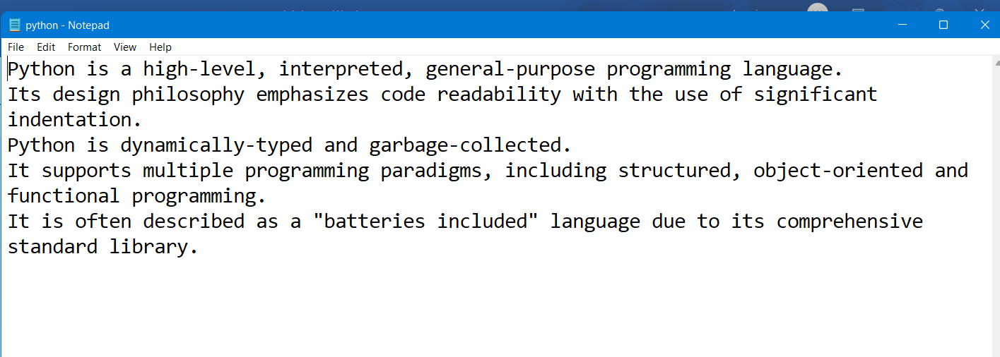 python - Notepad
File Edit Format View Help
Python is a high-level, interpreted, general-purpose programming language.
Its design philosophy emphasizes code readability with the use of significant
indentation.
Python is dynamically-typed and garbage-collected.
It supports multiple programming paradigms, including structured, object-oriented and
functional programming.
It is often described as a "batteries included" language due to its comprehensive
standard library.